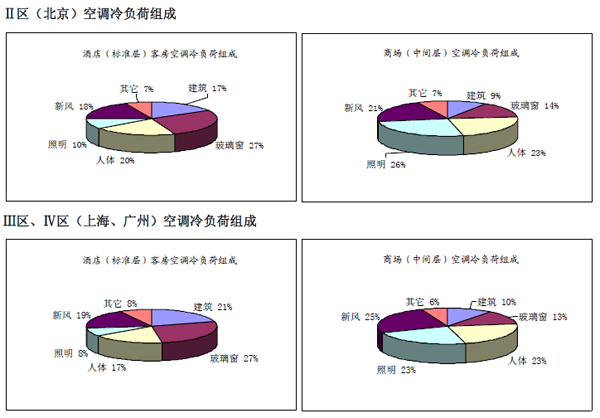 Ⅱ区（北京）空调冷负荷组成
酒店（标准层）客房空调冷负荷组成
其它 7%
建筑 17%
新风 18%
照明 10%
人体 20%
玻璃窗 27%
商场（中间层）空调冷负荷组成
其它 7%
建筑 9%
新风 21%
玻璃窗 14%
照明 26%
人体 23%
Ⅲ区、Ⅳ区（上海、广州）空调冷负荷组成
酒店（标准层）客房空调冷负荷组成
其它 8%
建筑 21%
新风 19%
照明 8%
人体 17%
玻璃窗 27%
商场（中间层）空调冷负荷组成
其它 6%
建筑 10%
新风 25%
玻璃窗 13%
照明 23%
人体 23%